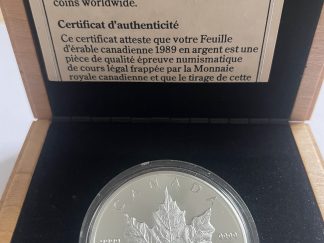 coins worldwide.
Certificat d'authenticité
Ce certificat atteste que votre Feuille
d'érable canadienne 1989 en argent est une
pièce de qualité épreuve numismatique
de cours légal frappée par la Monnaie
royale canadienne et que le tirage de cette
CANADA
9999